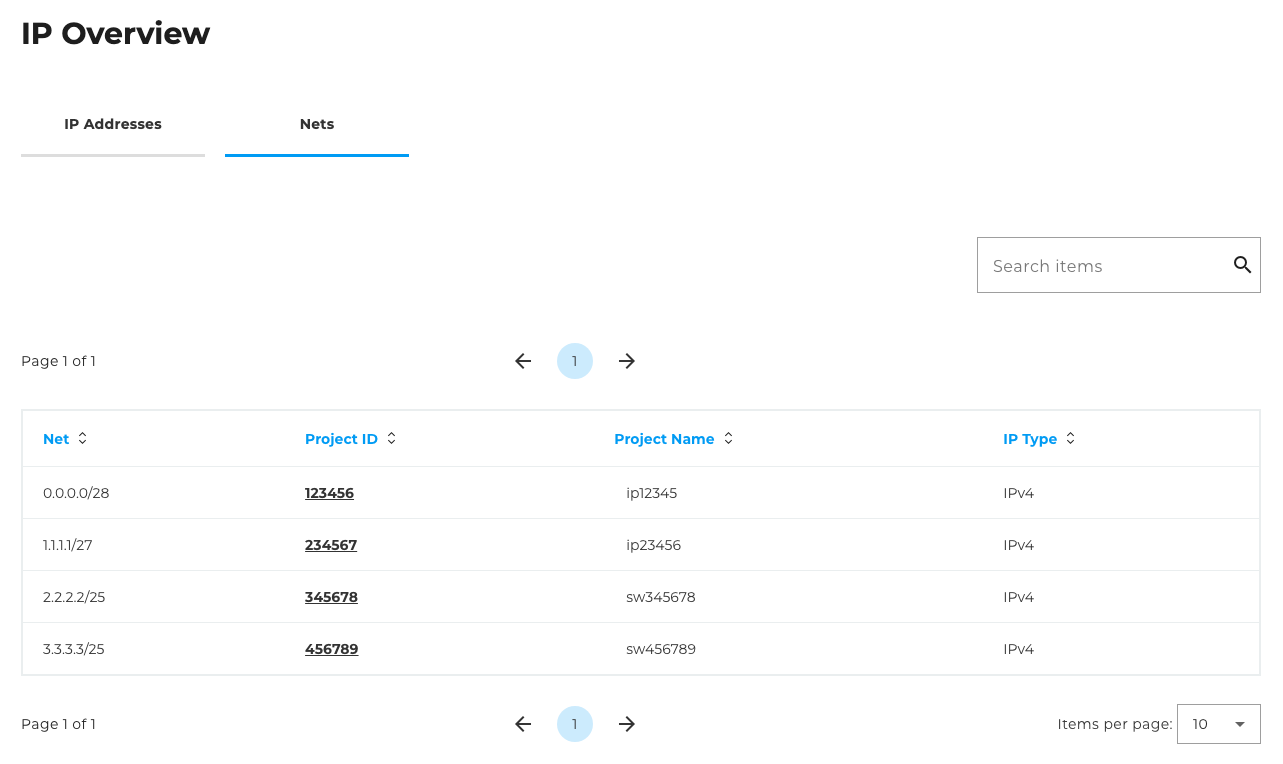 IP Overview
IP Addresses Nets
Search items
Page 1 of 1 1
Net Project ID Project Name IP Type
0.0.0.0/28 123456 ip12345 IPv4
1.1.1.1/27 234567 ip23456 IPv4
2.2.2.2/25 345678 sw345678 IPv4
3.3.3.3/25 456789 sw456789 IPv4
Page 1 of 1 1 Items per page: 10